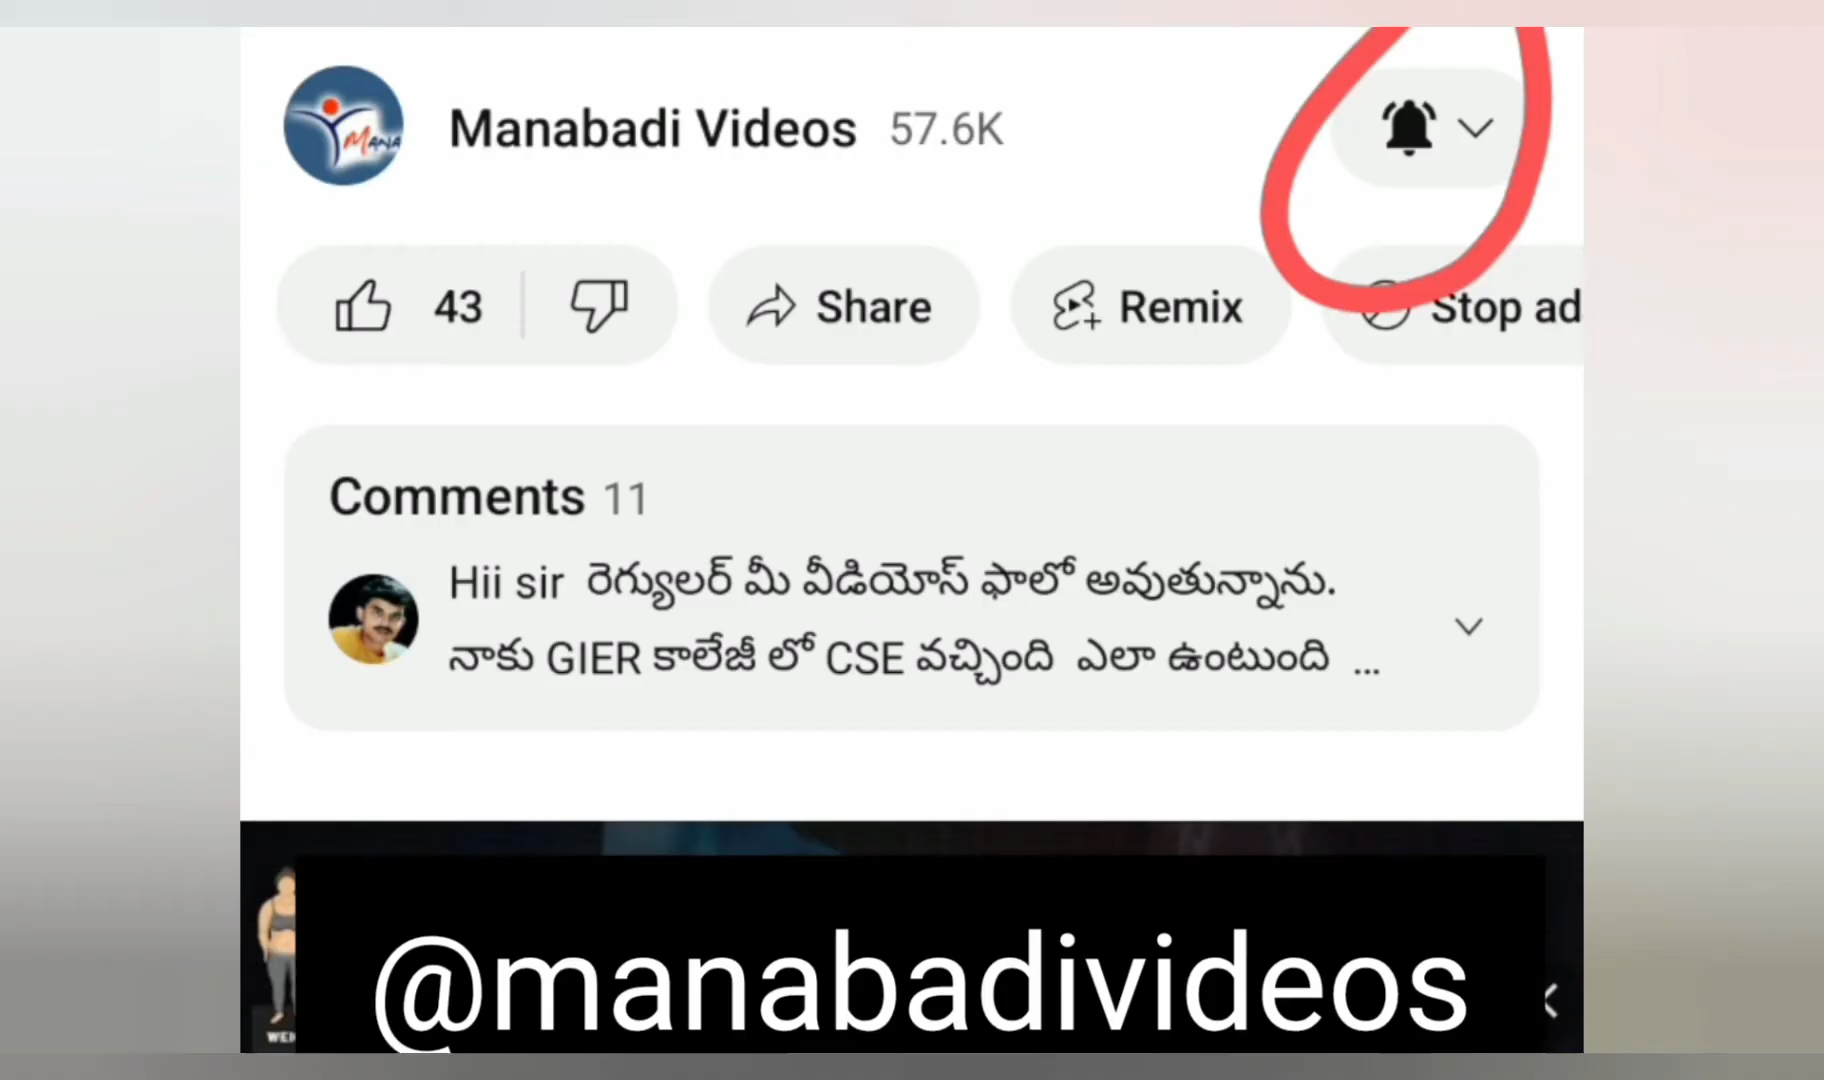 MANA
Manabadi Videos 57.6K
43
Share
Remix
Stop ad
Comments 11
Hii sir రెగ్యులర్ మీ వీడియోస్ ఫాలో అవుతున్నాను.
నాకు GIER కాలేజీ లో CSE వచ్చింది ఎలా ఉంటుంది ...
@manabadivideos